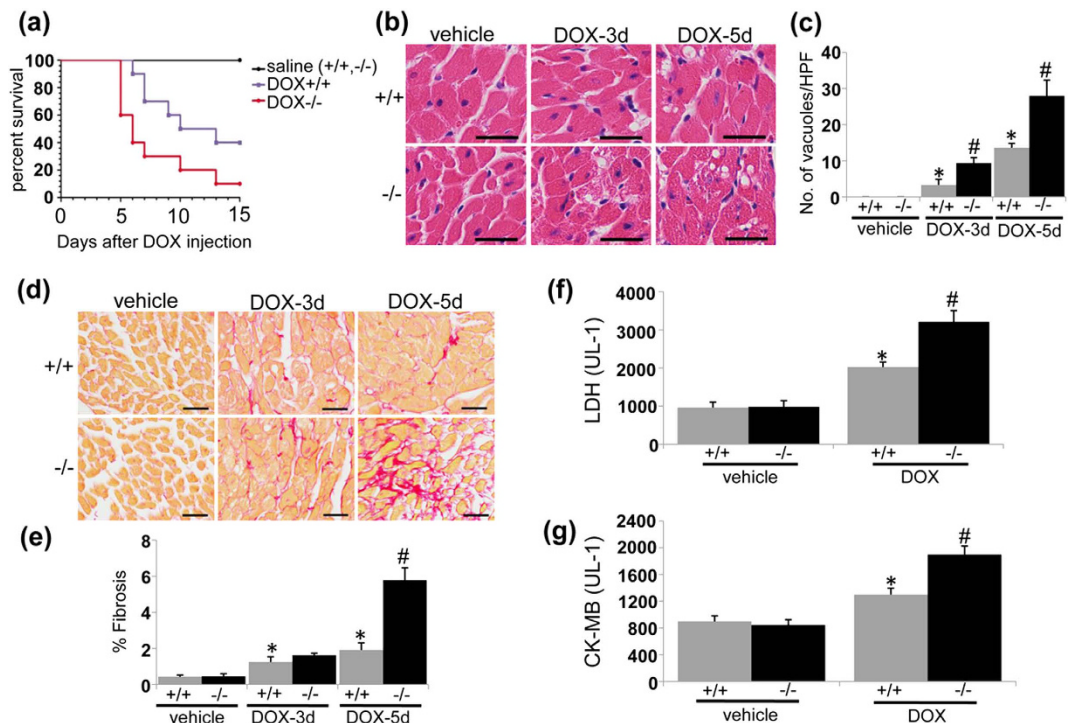 (a)
percent survival
100
80
60
40
20
0
0 5 10 15
Days after DOX injection
saline (+/+,-/-)
DOX+/+
DOX-/-
(b)
vehicle DOX-3d DOX-5d
+/+
-/-
(c)
No. of vacuoles/HPF
40
30
20
10
0
* # * #
+/+ -/- +/+ -/- +/+ -/-
vehicle DOX-3d DOX-5d
(d)
vehicle DOX-3d DOX-5d
+/+
-/-
(e)
% Fibrosis
8
6
4
2
0
* * #
+/+ -/- +/+ -/- +/+ -/-
vehicle DOX-3d DOX-5d
(f)
LDH (UL-1)
4000
3000
2000
1000
0
* #
+/+ -/- +/+ -/-
vehicle DOX
(g)
CK-MB (UL-1)
2400
2000
1600
1200
800
400
0
* #
+/+ -/- +/+ -/-
vehicle DOX